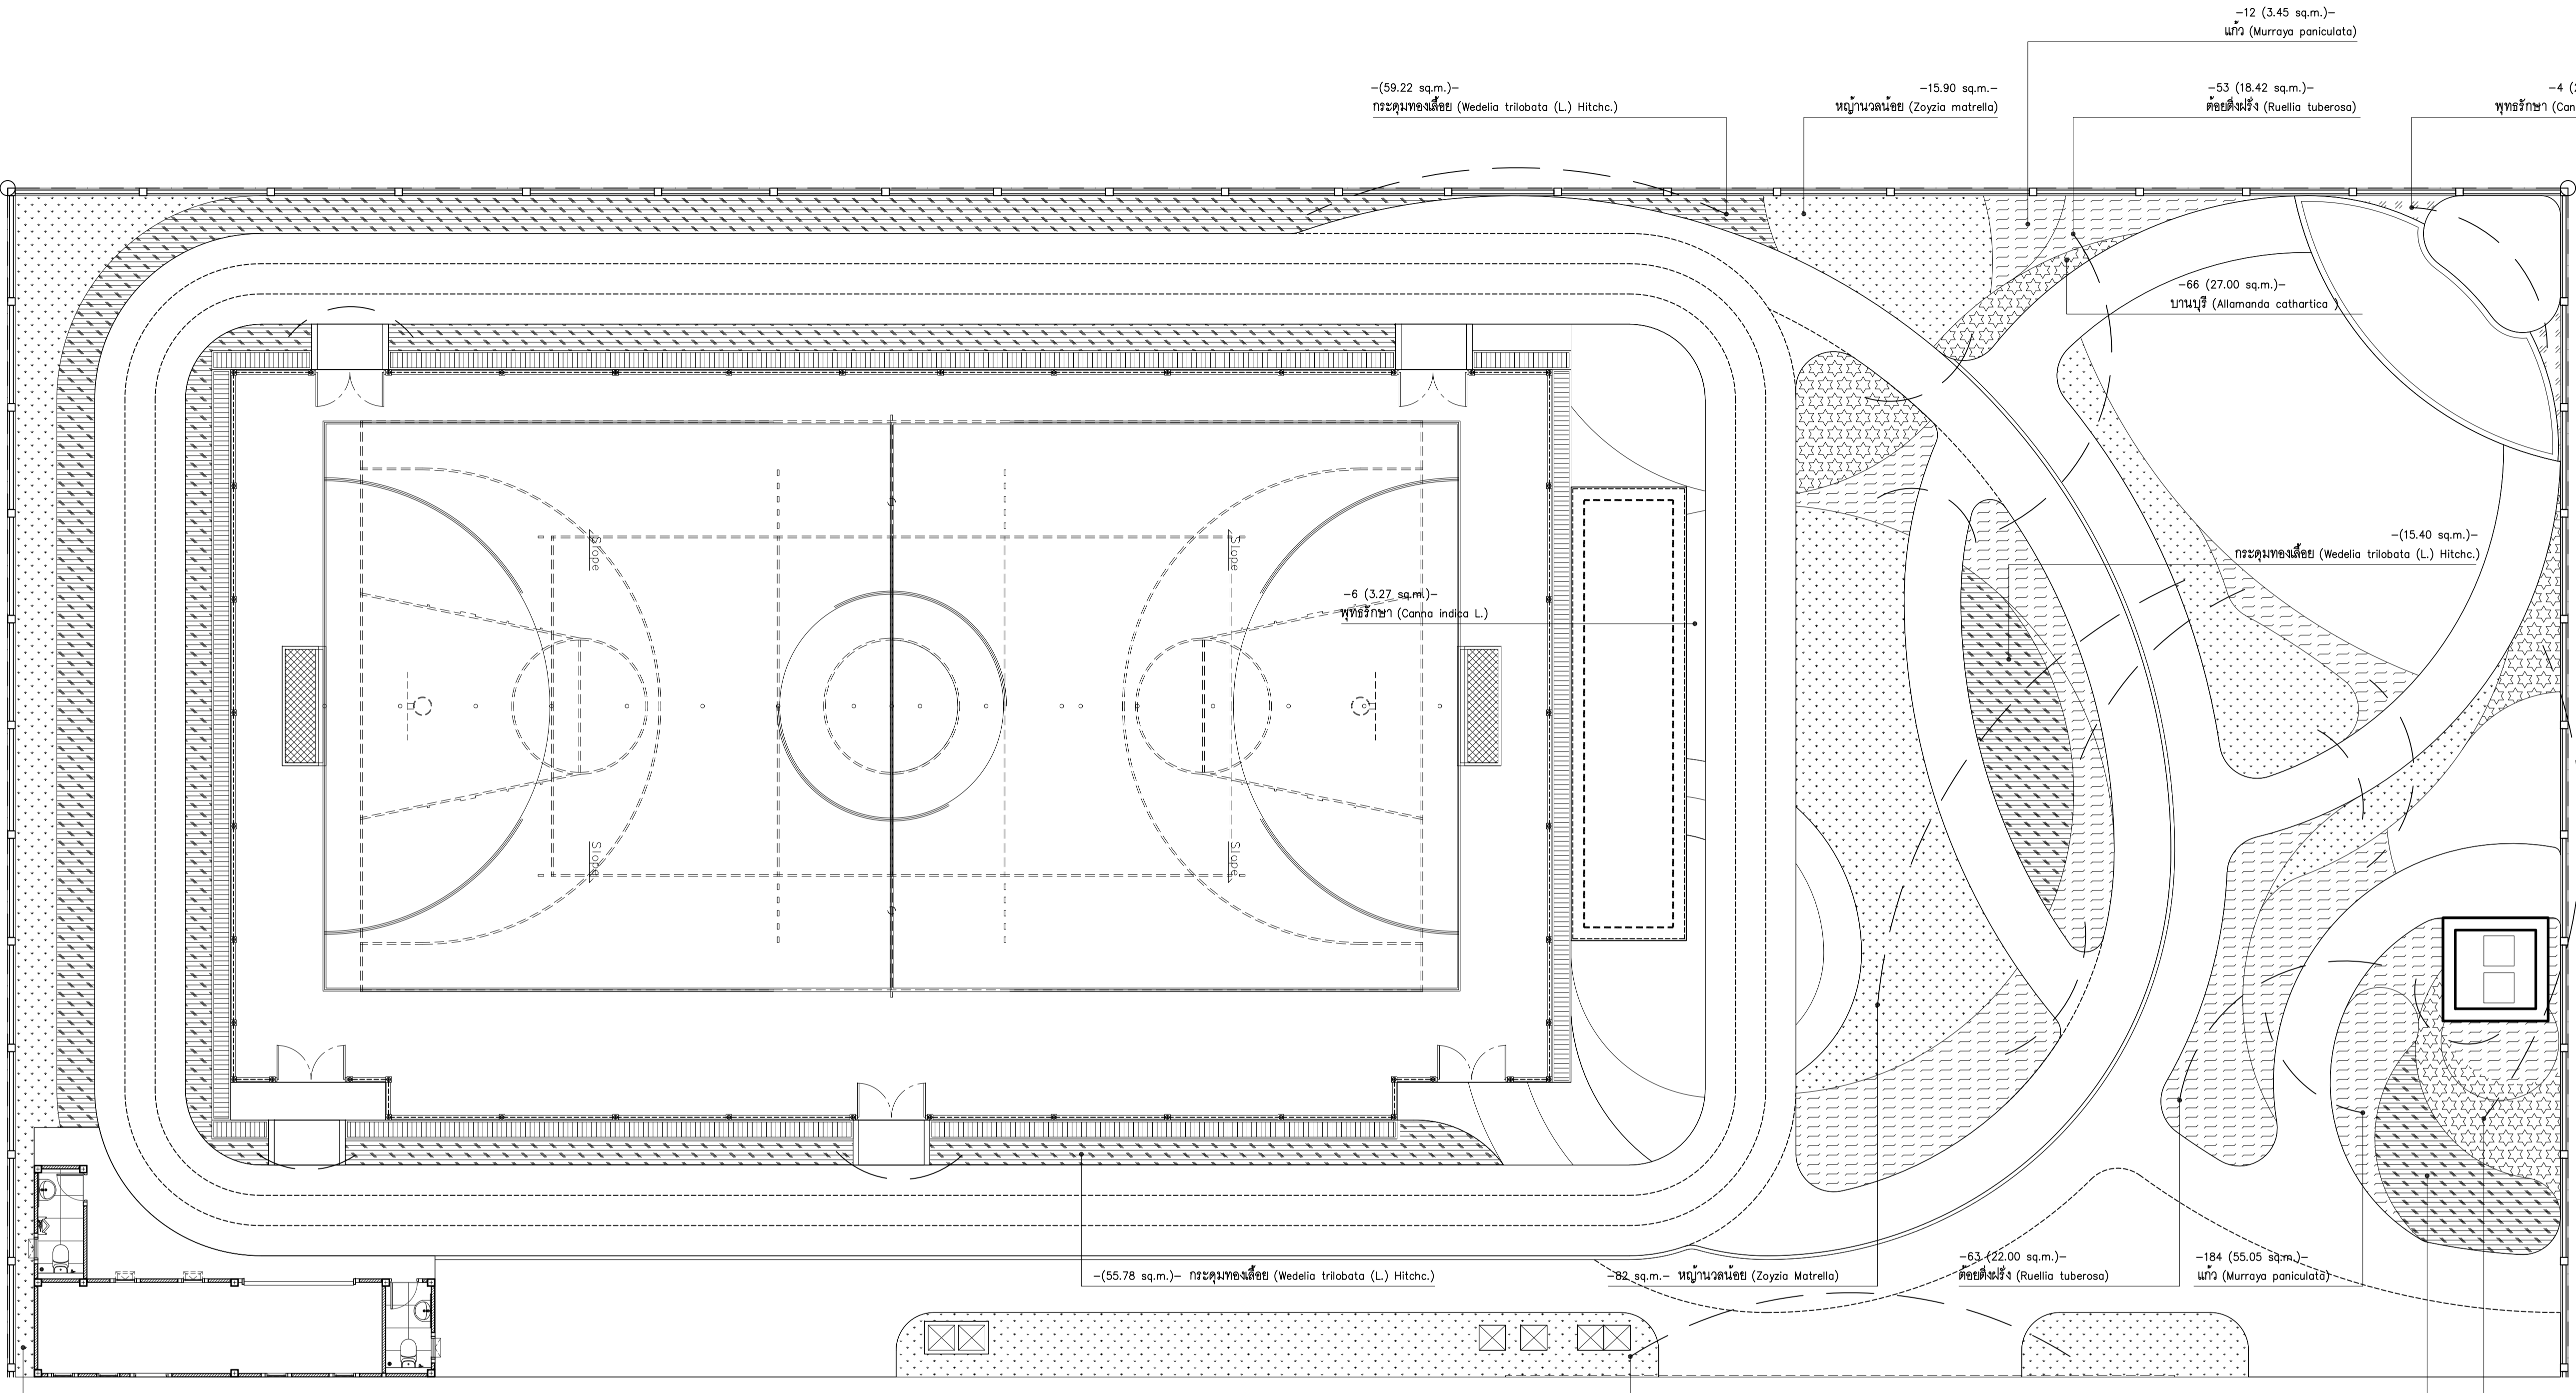 -12 (3.45 sq.m.)-
แก้ว (Murraya paniculata)
-(59.22 sq.m.)-
กระดุมทองเลื้อย (Wedelia trilobata (L.) Hitchc.)
-15.90 sq.m.-
หญ้านวลน้อย (Zoyzia matrella)
-53 (18.42 sq.m.)-
ต้อยติ่งฝรั่ง (Ruellia tuberosa)
-4 (
พุทธรักษา (Can
-66 (27.00 sq.m.)-
บานบุรี (Allamanda cathartica )
Slope
Slope
-(15.40 sq.m.)-
กระดุมทองเลื้อย (Wedelia trilobata (L.) Hitchc.)
-6 (3.27 sq.m.)-
พุทธรักษา (Canna indica L.)
Slope
Slope
-(55.78 sq.m.)- กระดุมทองเลื้อย (Wedelia trilobata (L.) Hitchc.)
-82 sq.m.- หญ้านวลน้อย (Zoyzia Matrella)
-63 (22.00 sq.m.)-
ต้อยติ่งฝรั่ง (Ruellia tuberosa)
-184 (55.05 sq.m.)-
แก้ว (Murraya paniculata)